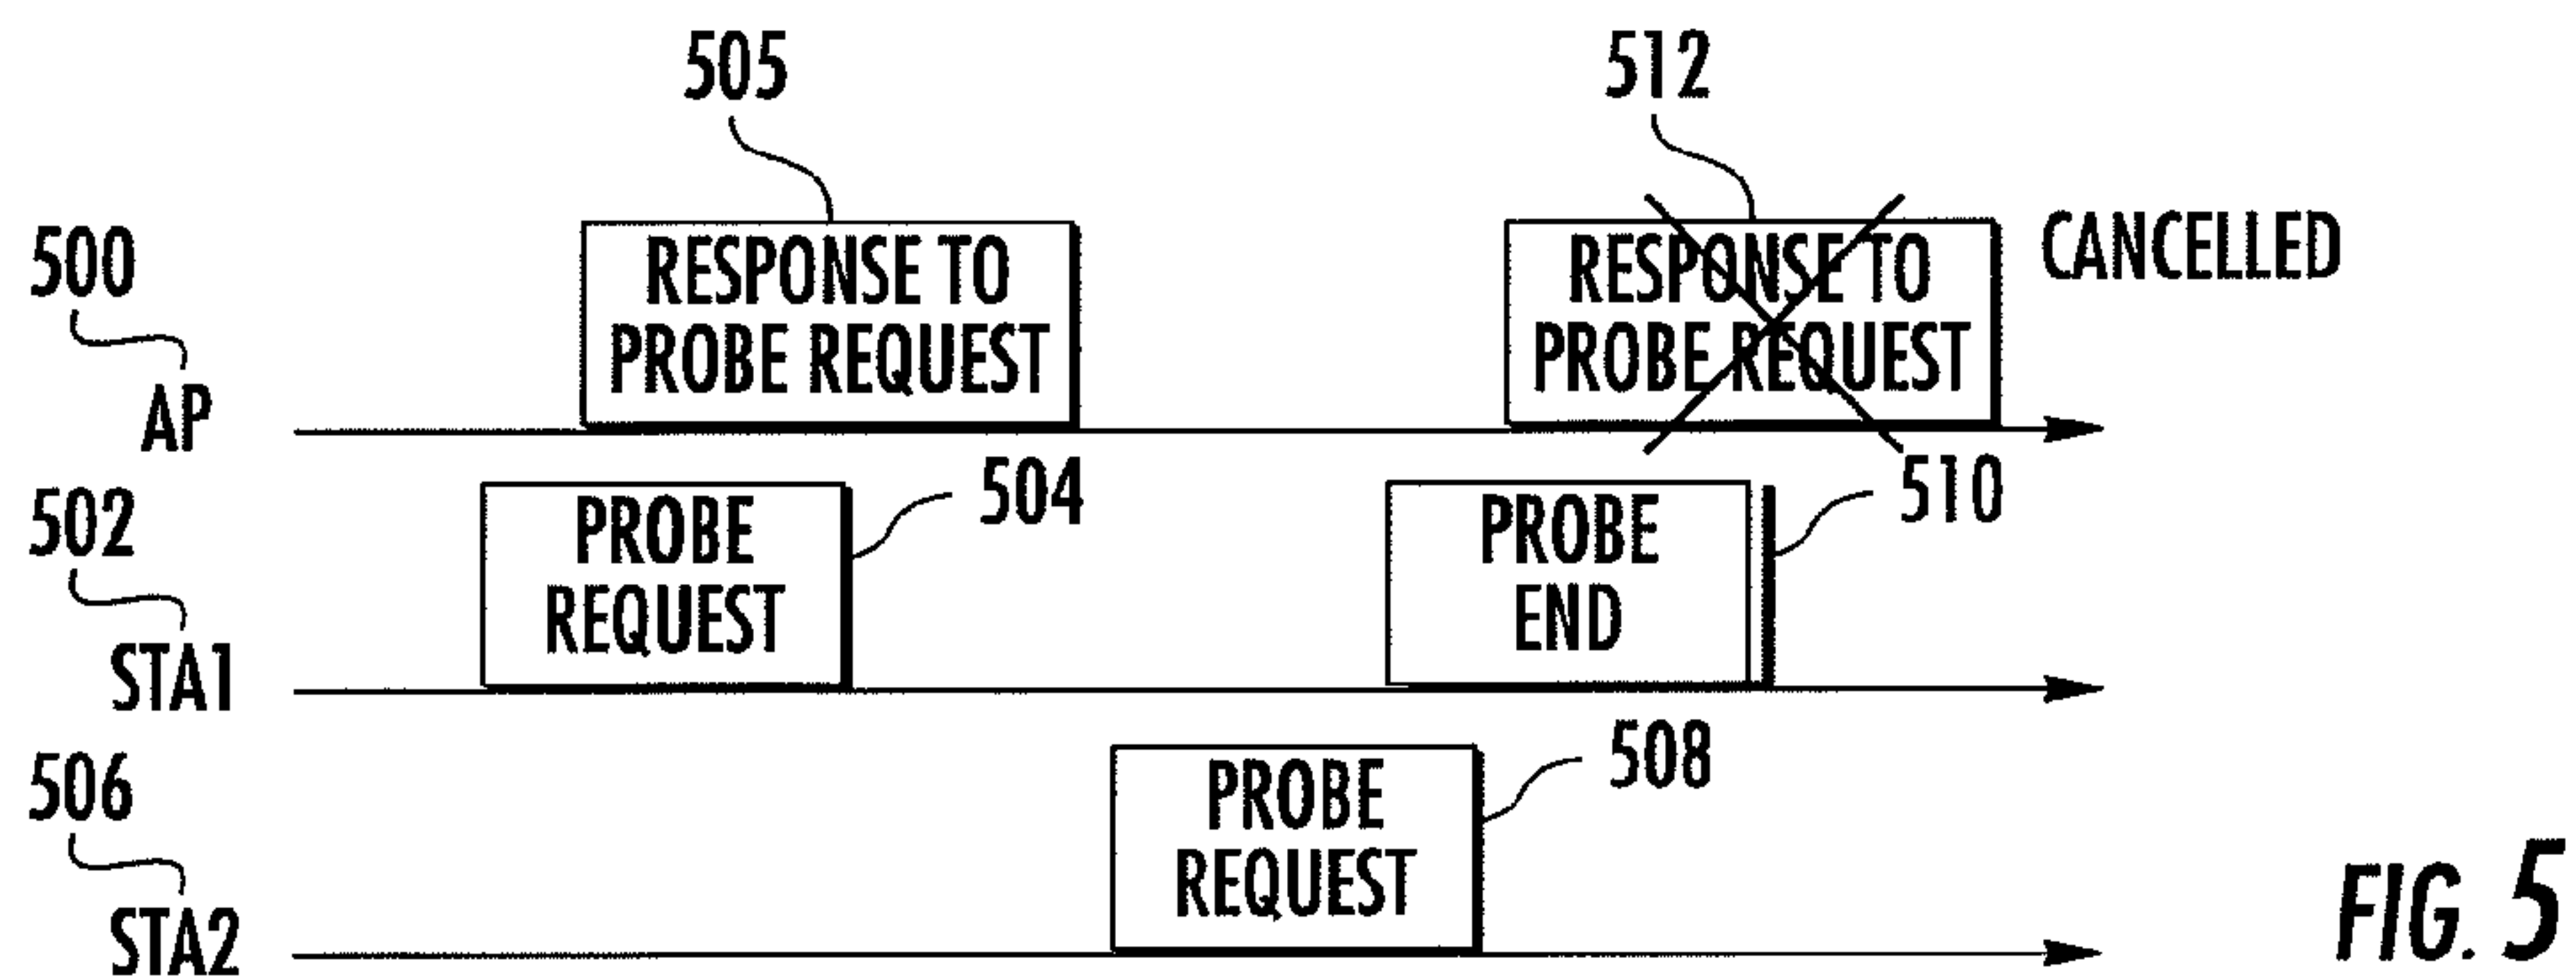 505
512
500
RESPONSE TO
PROBE REQUEST
RESPONSE TO
PROBE REQUEST
CANCELLED
AP
502
PROBE
REQUEST
504
PROBE
END
510
STA1
506
PROBE
REQUEST
508
STA2
FIG. 5